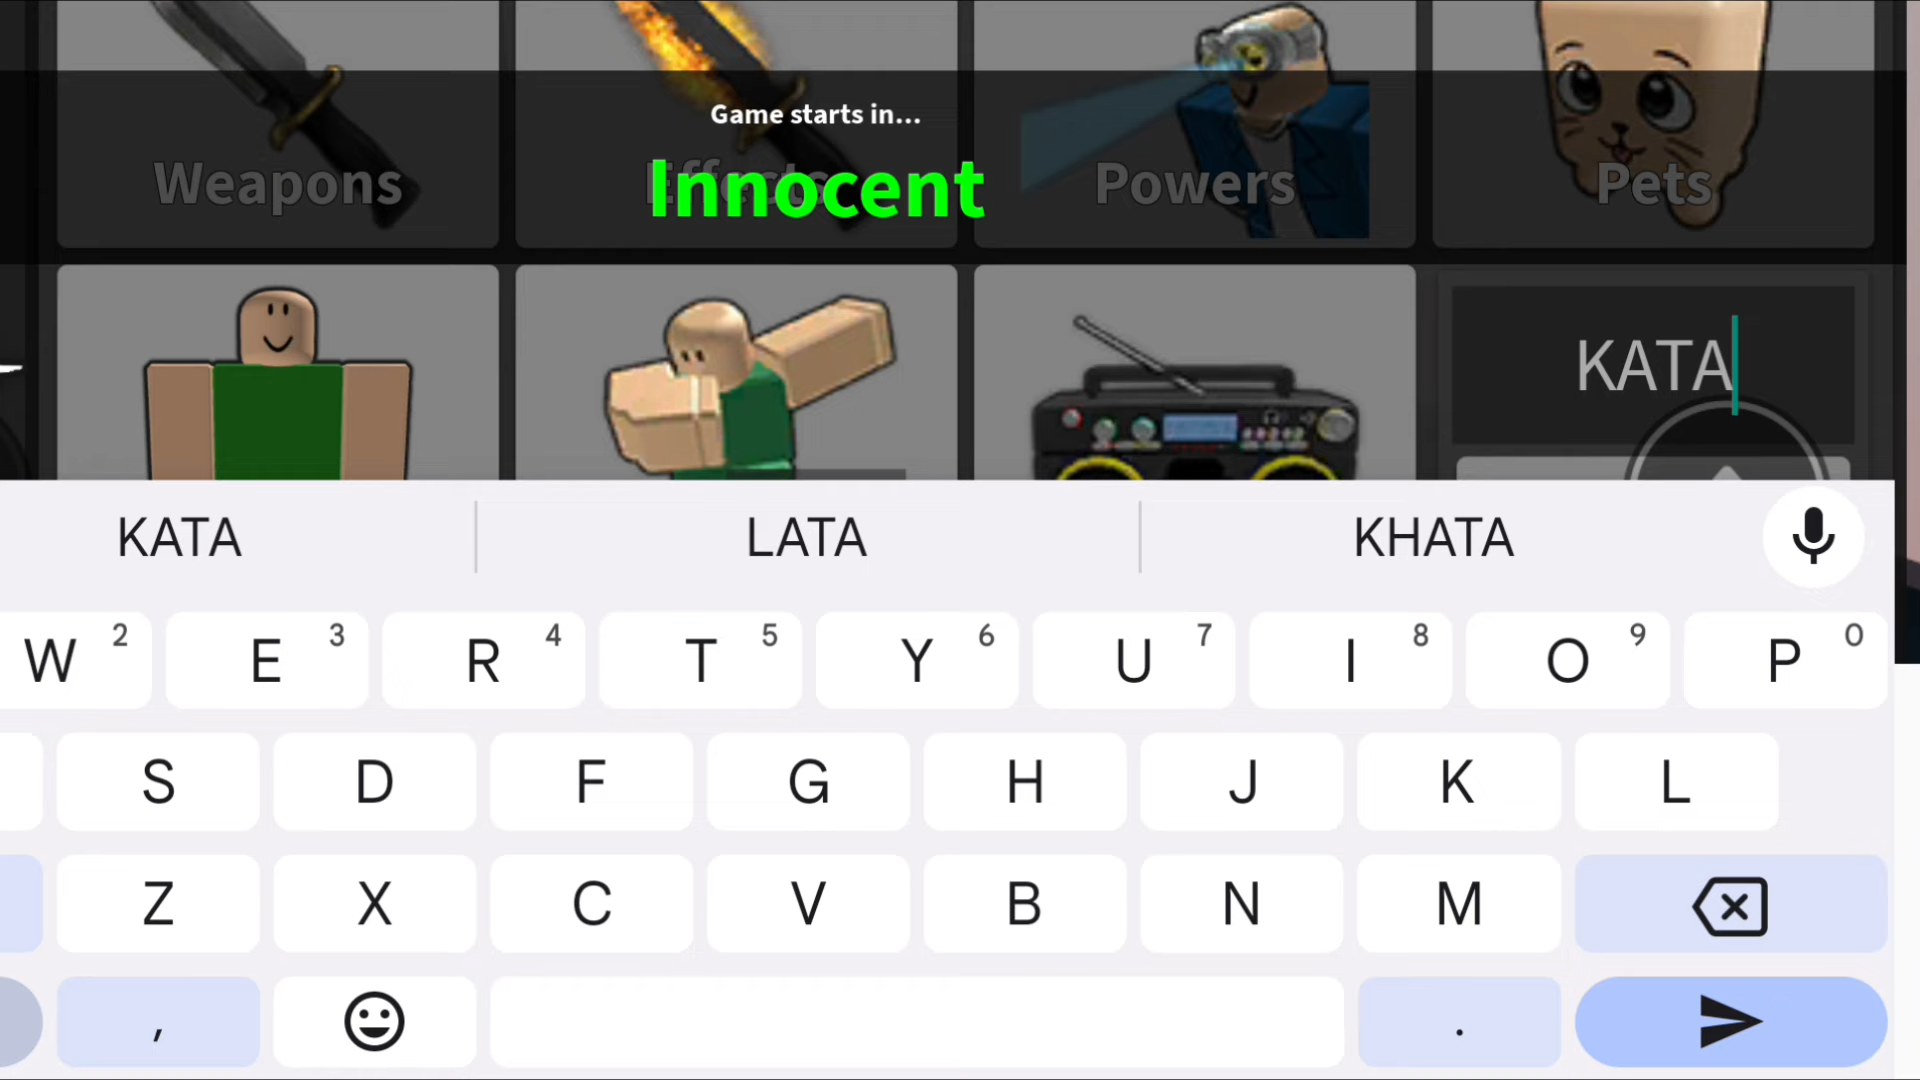 Game starts in...
Innocent
Weapons
Effects
Powers
Pets
KATA
KATA
LATA
KHATA
W 2
E 3
R 4
T 5
Y 6
U 7
I 8
O 9
P 0
S D F G H J K L
Z X C V B N M
, .